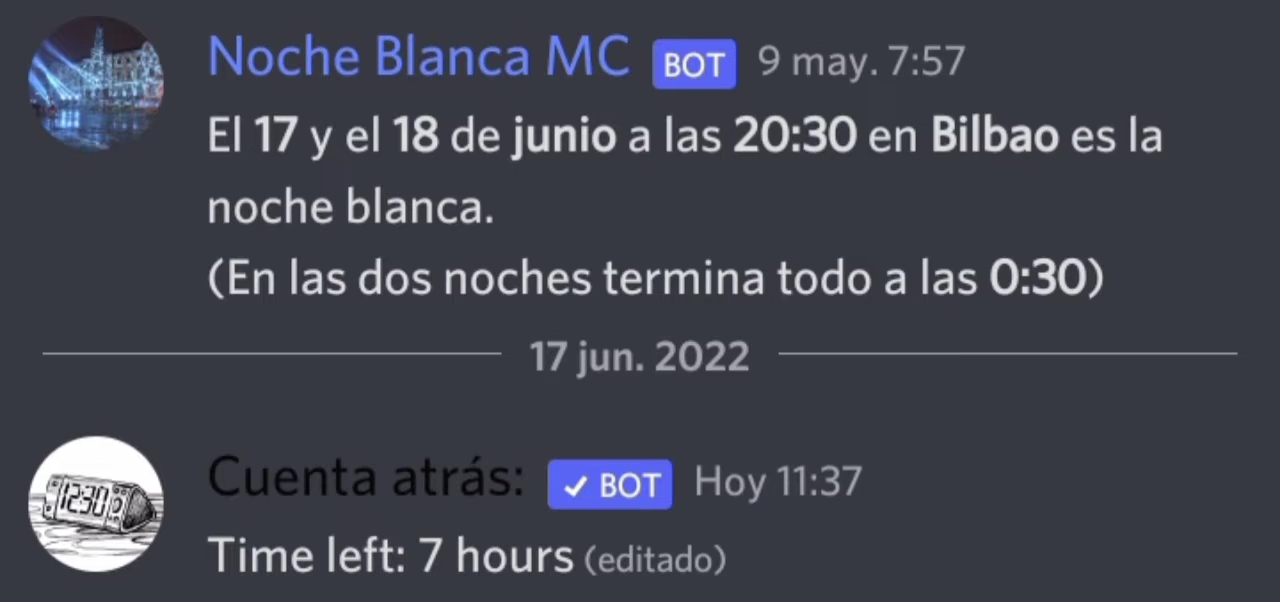 Noche Blanca MC BOT 9 may. 7:57
El 17 y el 18 de junio a las 20:30 en Bilbao es la
noche blanca.
(En las dos noches termina todo a las 0:30)
17 jun. 2022
12:30
Cuenta atrás: ✓ BOT Hoy 11:37
Time left: 7 hours (editado)